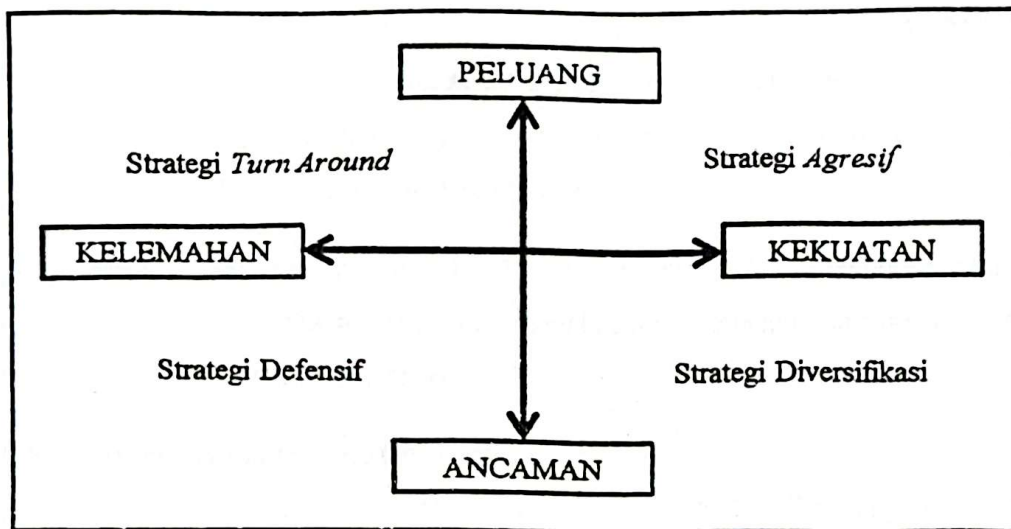 PELUANG
Strategi Turn Around
Strategi Agresif
KELEMAHAN
KEKUATAN
Strategi Defensif
Strategi Diversifikasi
ANCAMAN